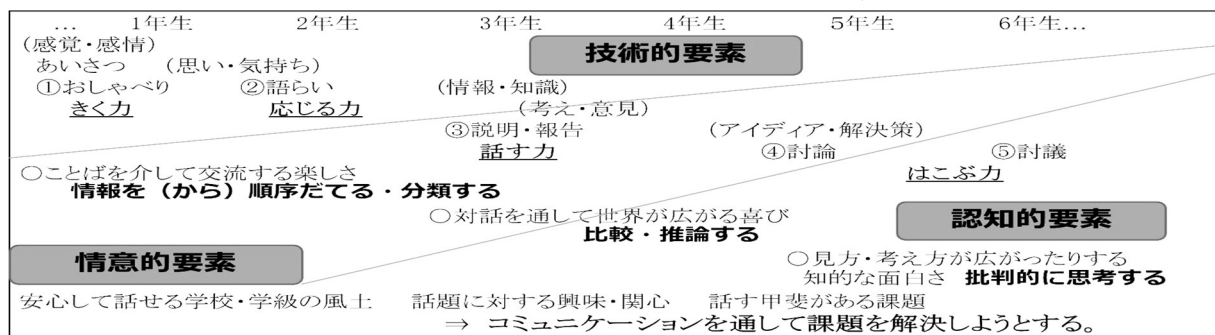 … 1年生 2年生 3年生 4年生 5年生 6年生…
(感覚・感情)
技術的要素
あいさつ (思い・気持ち)
①おしゃべり ②語らい (情報・知識)
きく力 応じる力 (考え・意見)
③説明・報告 (アイディア・解決策)
話す力 ④討論 ⑤討議
○ことばを介して交流する楽しさ はこぶ力
情報を（から）順序だてる・分類する
○対話を通して世界が広がる喜び
比較・推論する 認知的要素
情意的要素 ○見方・考え方が広がったりする
知的な面白さ 批判的に思考する
安心して話せる学校・学級の風土 話題に対する興味・関心 話す甲斐がある課題
⇒ コミュニケーションを通して課題を解決しようとする。